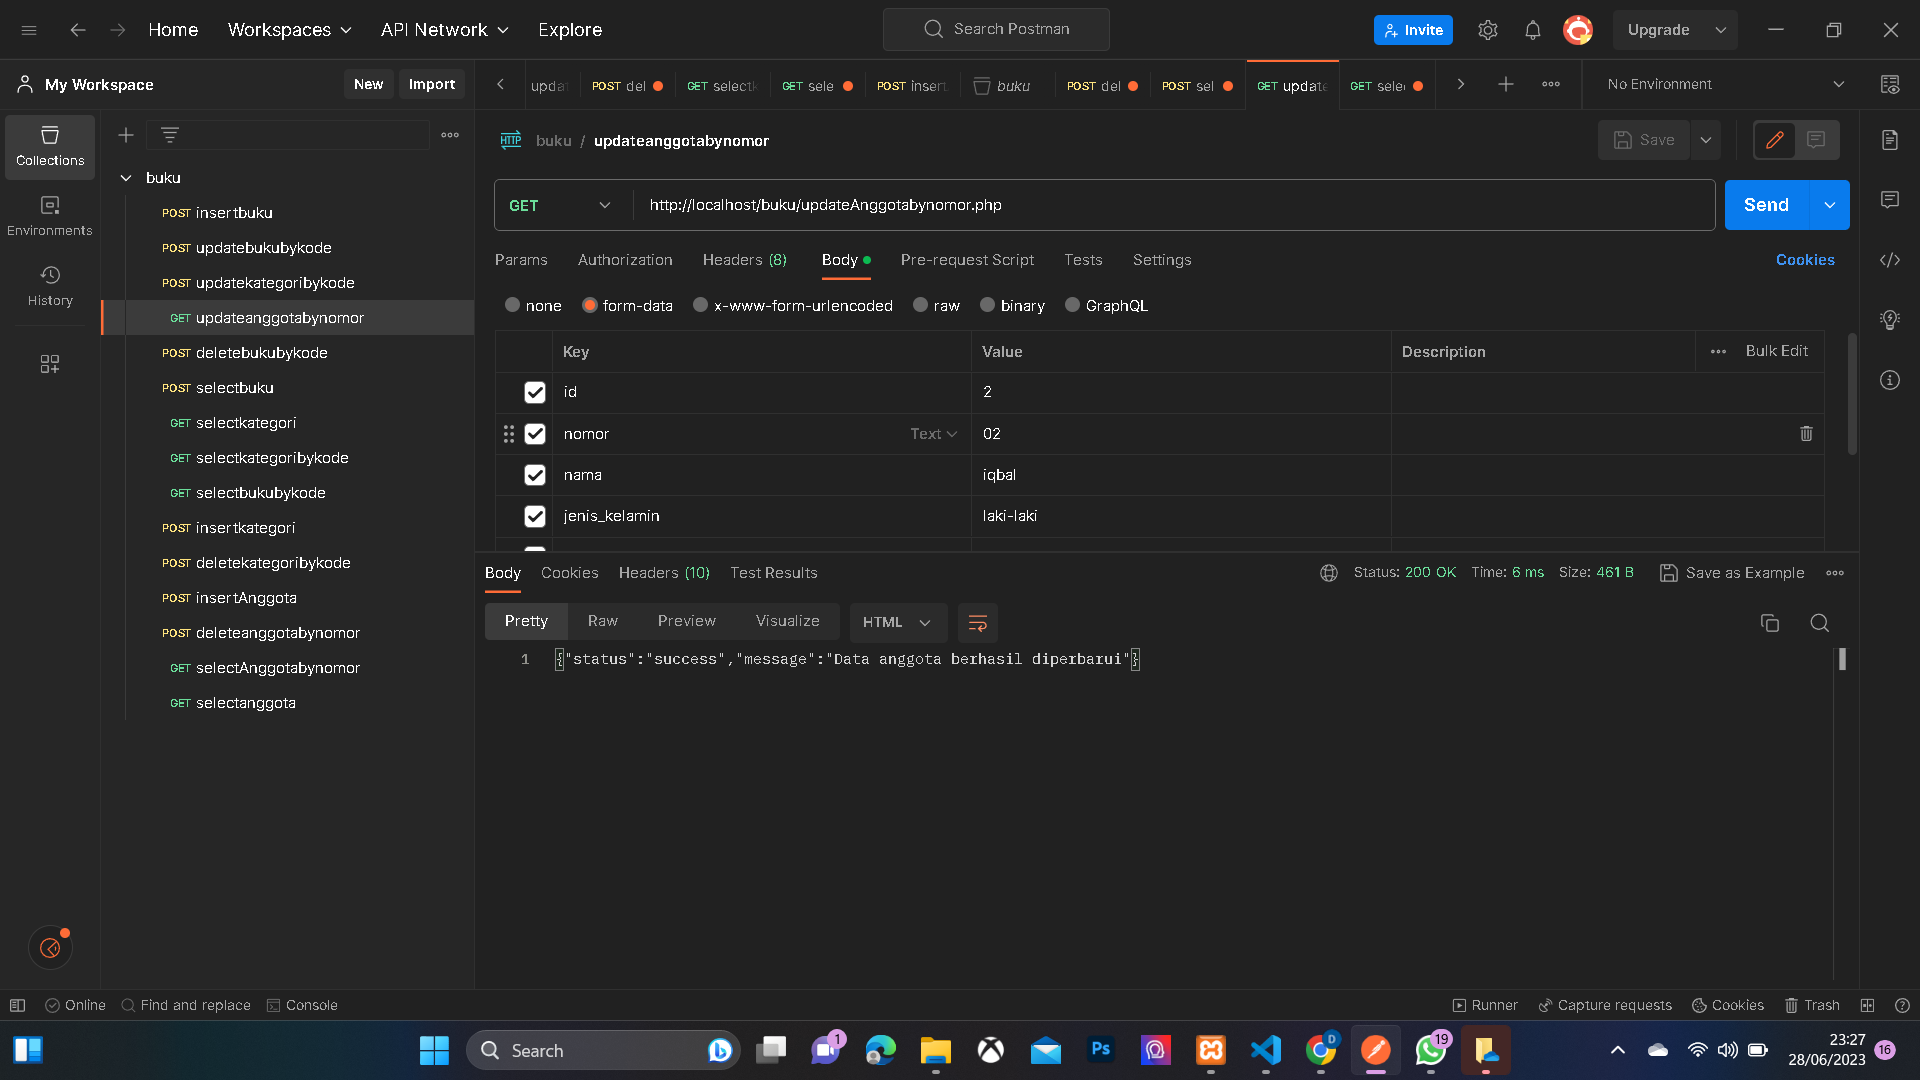 Home Workspaces API Network Explore Search Postman Invite Upgrade
My Workspace New Import
updat POST del GET selectk GET sele POST insert buku POST del POST sel GET update GET sele No Environment
Collections
Environments
History
buku
POST insertbuku
POST updatebukubykode
POST updatekategoribykode
GET updateanggotabynomor
POST deletebukubykode
POST selectbuku
GET selectkategori
GET selectkategoribykode
GET selectbukubykode
POST insertkategori
POST deletekategoribykode
POST insertAnggota
POST deleteanggotabynomor
GET selectAnggotabynomor
GET selectanggota
HTTP buku / updateanggotabynomor Save
GET http://localhost/buku/updateAnggotabynomor.php Send
Params Authorization Headers (8) Body Pre-request Script Tests Settings Cookies
none form-data x-www-form-urlencoded raw binary GraphQL
Key Value Description Bulk Edit
id 2
nomor Text 02
nama iqbal
jenis_kelamin laki-laki
Body Cookies Headers (10) Test Results Status: 200 OK Time: 6 ms Size: 461 B Save as Example
Pretty Raw Preview Visualize HTML
1 {"status":"success","message":"Data anggota berhasil diperbarui"}
Online Find and replace Console Runner Capture requests Cookies Trash
Search 1 Ps D 19 23:27 16
28/06/2023